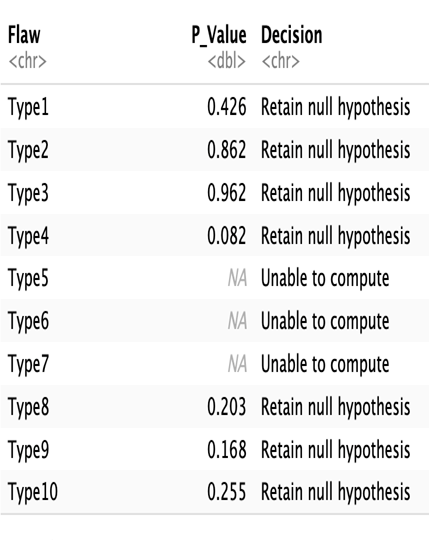 Flaw P_Value Decision
<chr> <dbl> <chr>
Type1 0.426 Retain null hypothesis
Type2 0.862 Retain null hypothesis
Type3 0.962 Retain null hypothesis
Type4 0.082 Retain null hypothesis
Type5 NA Unable to compute
Type6 NA Unable to compute
Type7 NA Unable to compute
Type8 0.203 Retain null hypothesis
Type9 0.168 Retain null hypothesis
Type10 0.255 Retain null hypothesis